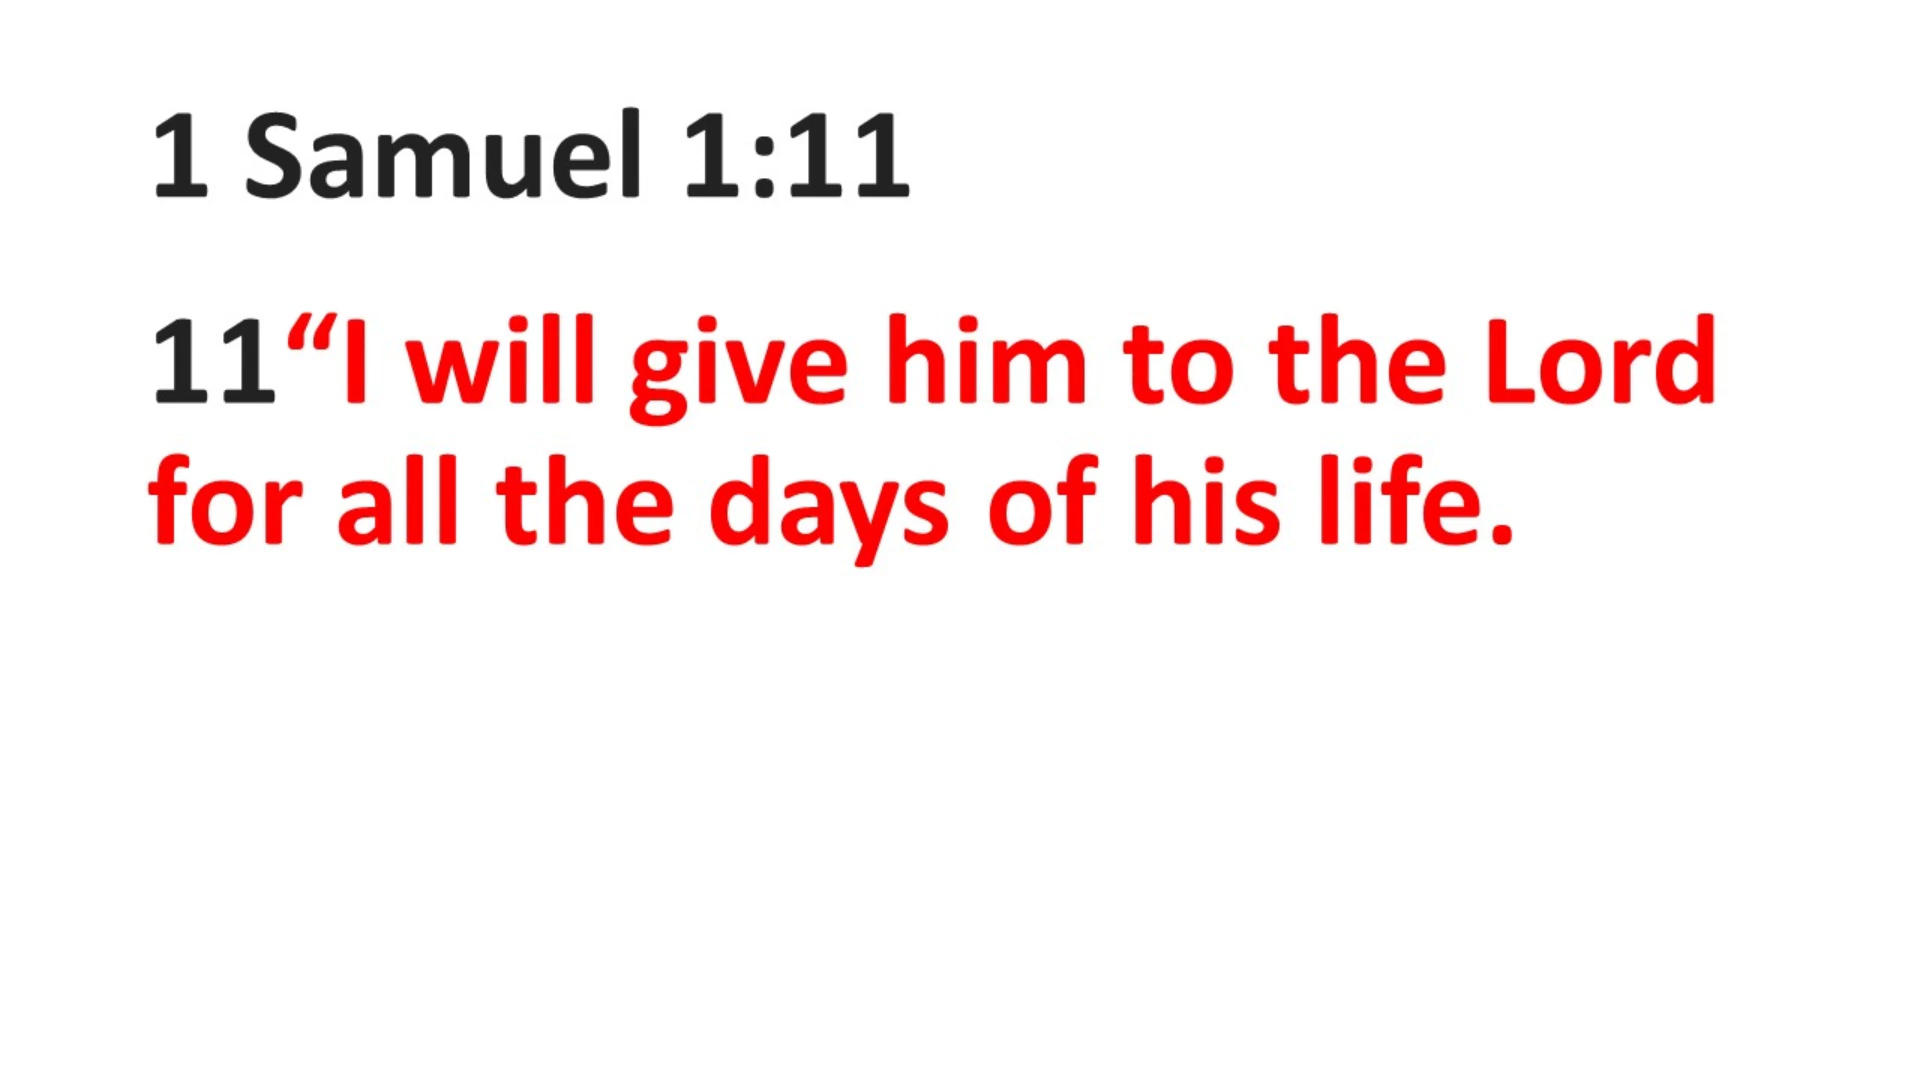 1 Samuel 1:11
11“I will give him to the Lord
for all the days of his life.